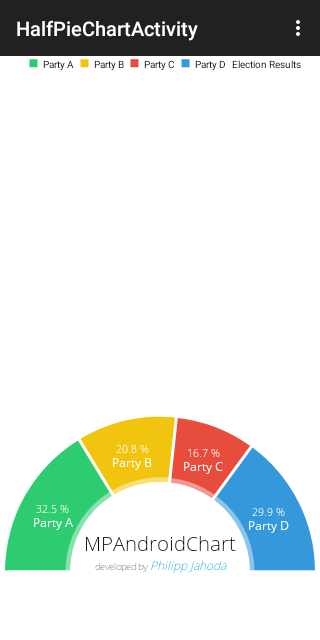 HalfPieChartActivity
Party A Party B Party C Party D Election Results
20.8 %
Party B
16.7 %
Party C
32.5 %
Party A
29.9 %
Party D
MPAndroidChart
developed by Philipp Jahoda